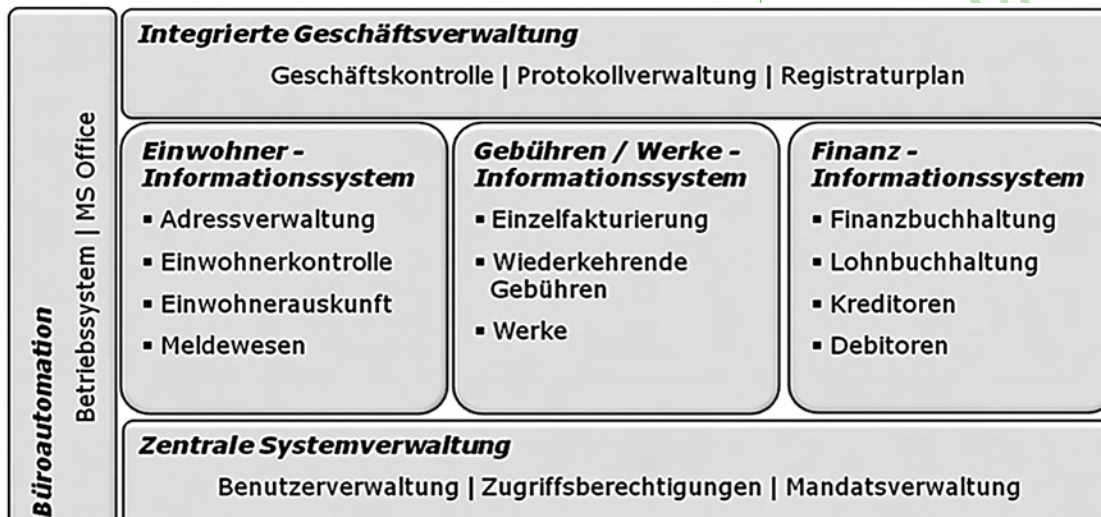 Büroautomation
Betriebssystem | MS Office
Integrierte Geschäftsverwaltung
Geschäftskontrolle | Protokollverwaltung | Registraturplan
Einwohner -
Informationssystem
▪ Adressverwaltung
▪ Einwohnerkontrolle
▪ Einwohnerauskunft
▪ Meldewesen
Gebühren / Werke -
Informationssystem
▪ Einzelfakturierung
▪ Wiederkehrende
Gebühren
▪ Werke
Finanz -
Informationssystem
▪ Finanzbuchhaltung
▪ Lohnbuchhaltung
▪ Kreditoren
▪ Debitoren
Zentrale Systemverwaltung
Benutzerverwaltung | Zugriffsberechtigungen | Mandatsverwaltung